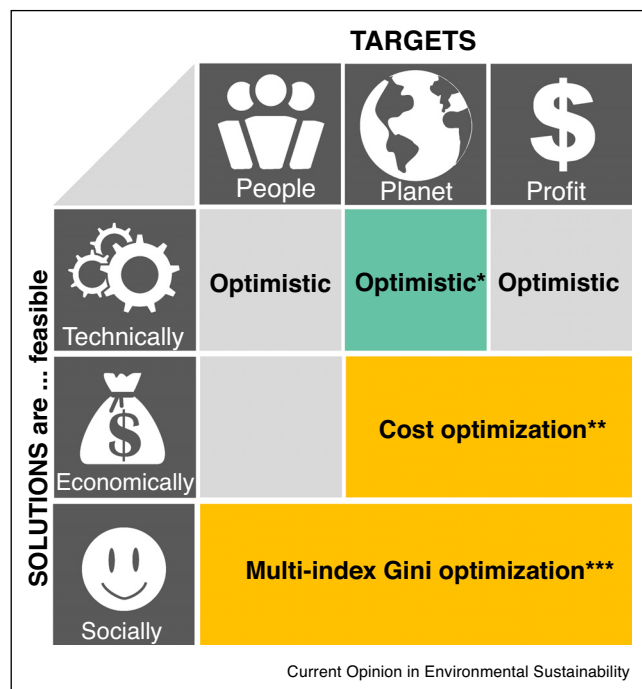 TARGETS
People
Planet
Profit
SOLUTIONS are ... feasible
Technically
Optimistic
Optimistic*
Optimistic
$
Economically
Cost optimization**
Socially
Multi-index Gini optimization***
Current Opinion in Environmental Sustainability